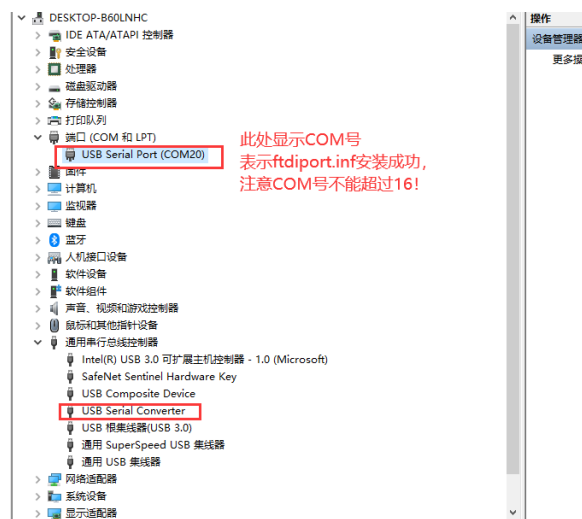 DESKTOP-B60LNHC
IDE ATA/ATAPI 控制器
安全设备
处理器
磁盘驱动器
存储控制器
打印队列
端口 (COM 和 LPT)
USB Serial Port (COM20)
固件
计算机
监视器
键盘
蓝牙
人机接口设备
软件设备
软件组件
声音、视频和游戏控制器
鼠标和其他指针设备
通用串行总线控制器
Intel(R) USB 3.0 可扩展主机控制器 - 1.0 (Microsoft)
SafeNet Sentinel Hardware Key
USB Composite Device
USB Serial Converter
USB 根集线器(USB 3.0)
通用 SuperSpeed USB 集线器
通用 USB 集线器
网络适配器
系统设备
显示适配器
此处显示COM号
表示ftdiport.inf安装成功,
注意COM号不能超过16!
操作
设备管理器
更多操